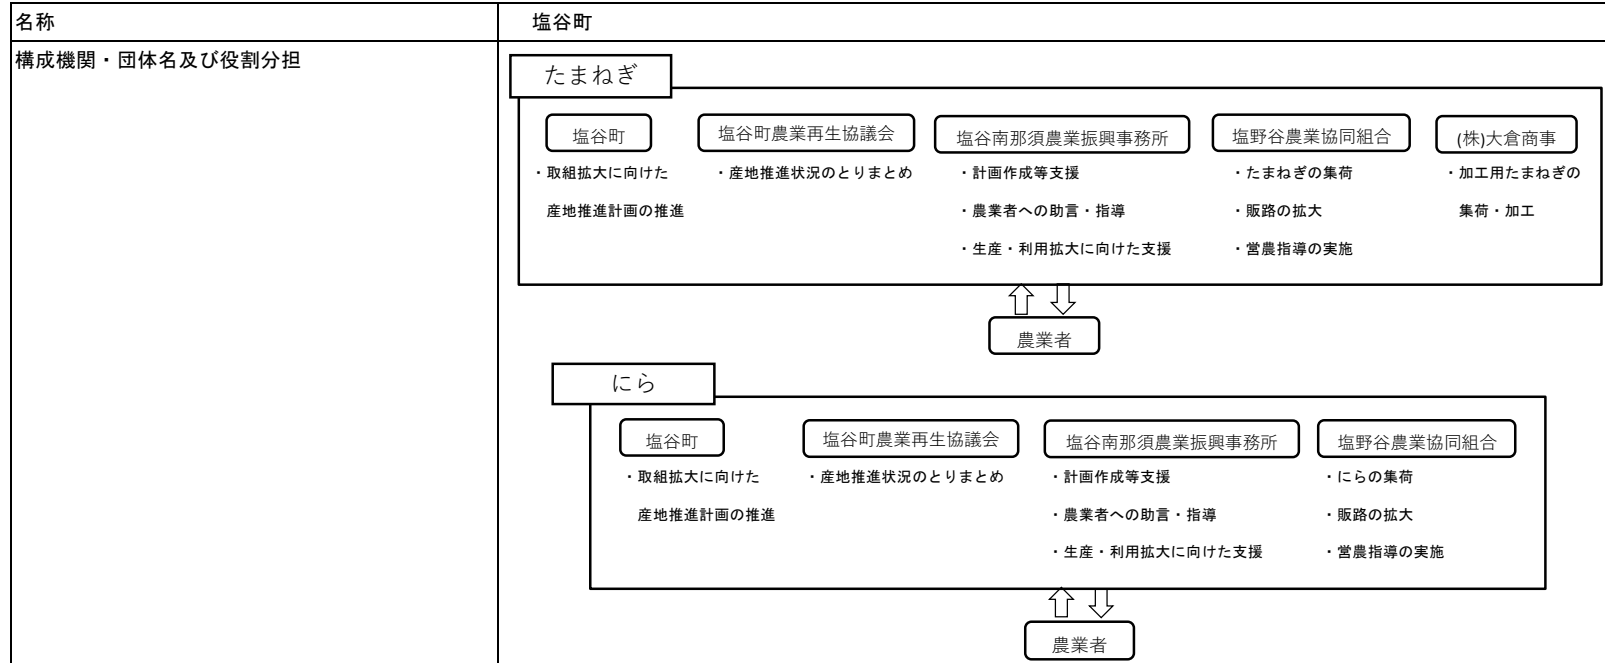 名称
塩谷町
構成機関・団体名及び役割分担
たまねぎ
塩谷町
・取組拡大に向けた
産地推進計画の推進
塩谷町農業再生協議会
・産地推進状況のとりまとめ
塩谷南那須農業振興事務所
・計画作成等支援
・農業者への助言・指導
・生産・利用拡大に向けた支援
塩野谷農業協同組合
・たまねぎの集荷
・販路の拡大
・営農指導の実施
(株)大倉商事
・加工用たまねぎの
集荷・加工
農業者
にら
塩谷町
・取組拡大に向けた
産地推進計画の推進
塩谷町農業再生協議会
・産地推進状況のとりまとめ
塩谷南那須農業振興事務所
・計画作成等支援
・農業者への助言・指導
・生産・利用拡大に向けた支援
塩野谷農業協同組合
・にらの集荷
・販路の拡大
・営農指導の実施
農業者